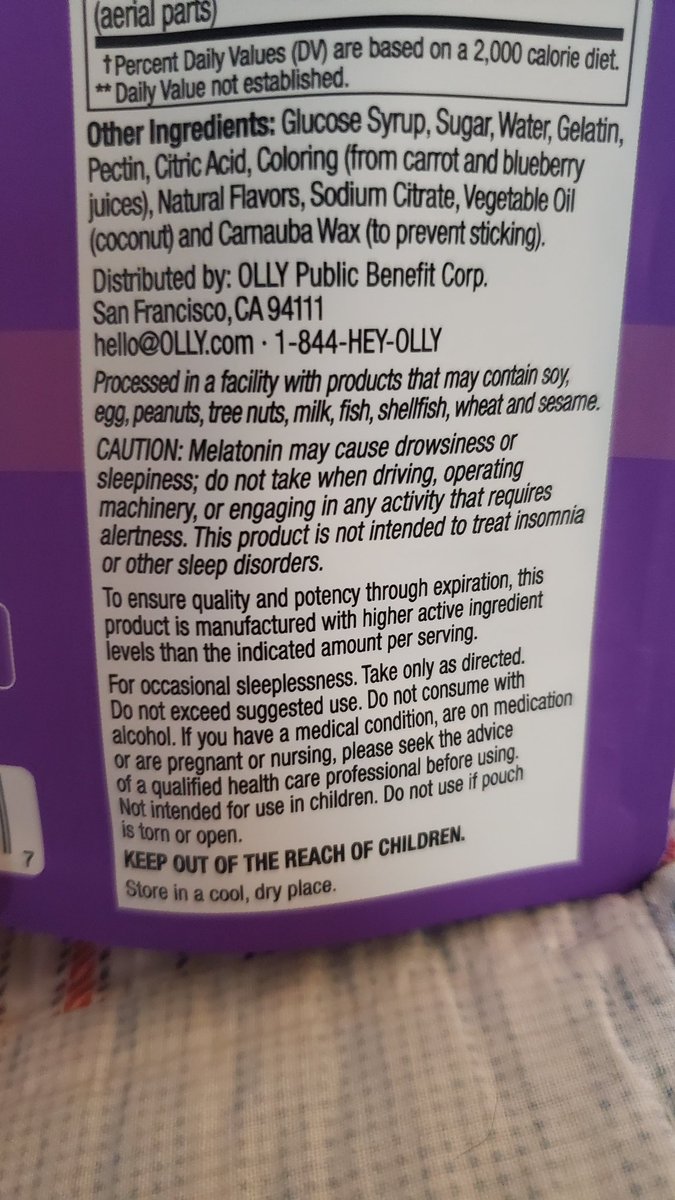 (aerial parts)
†Percent Daily Values (DV) are based on a 2,000 calorie diet.
** Daily Value not established.
Other Ingredients: Glucose Syrup, Sugar, Water, Gelatin,
Pectin, Citric Acid, Coloring (from carrot and blueberry
juices), Natural Flavors, Sodium Citrate, Vegetable Oil
(coconut) and Carnauba Wax (to prevent sticking).
Distributed by: OLLY Public Benefit Corp.
San Francisco, CA 94111
hello@OLLY.com · 1-844-HEY-OLLY
Processed in a facility with products that may contain soy,
egg, peanuts, tree nuts, milk, fish, shellfish, wheat and sesame.
CAUTION: Melatonin may cause drowsiness or
sleepiness; do not take when driving, operating
machinery, or engaging in any activity that requires
alertness. This product is not intended to treat insomnia
or other sleep disorders.
To ensure quality and potency through expiration, this
product is manufactured with higher active ingredient
levels than the indicated amount per serving.
For occasional sleeplessness. Take only as directed.
Do not exceed suggested use. Do not consume with
alcohol. If you have a medical condition, are on medication
or are pregnant or nursing, please seek the advice
of a qualified health care professional before using.
Not intended for use in children. Do not use if pouch
is torn or open.
KEEP OUT OF THE REACH OF CHILDREN.
Store in a cool, dry place.
7